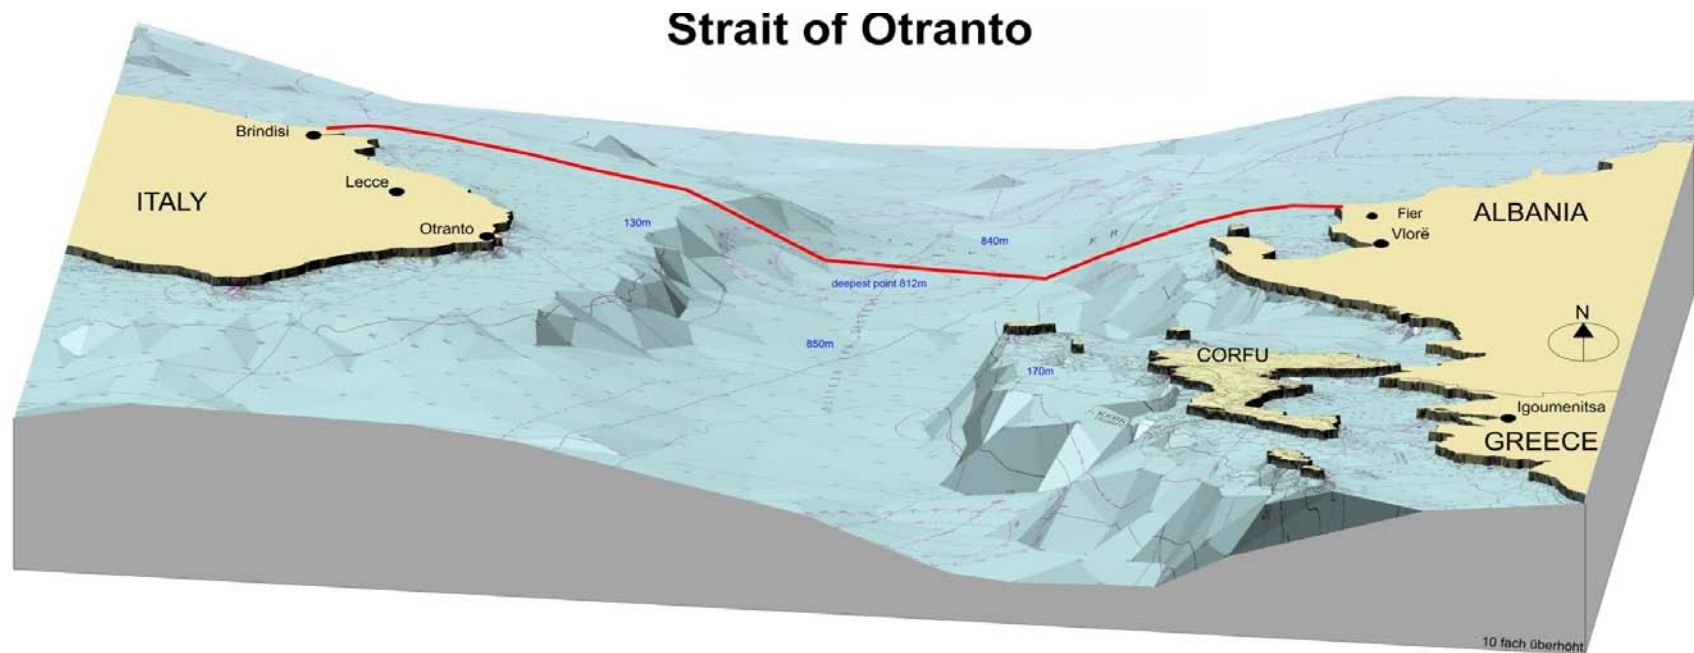 Strait of Otranto
Brindisi
Lecce
ITALY
Otranto
130m
840m
deepest point 812m
850m
170m
Fier
Vlorë
ALBANIA
N
CORFU
Igoumenitsa
GREECE
10 fach überhöht